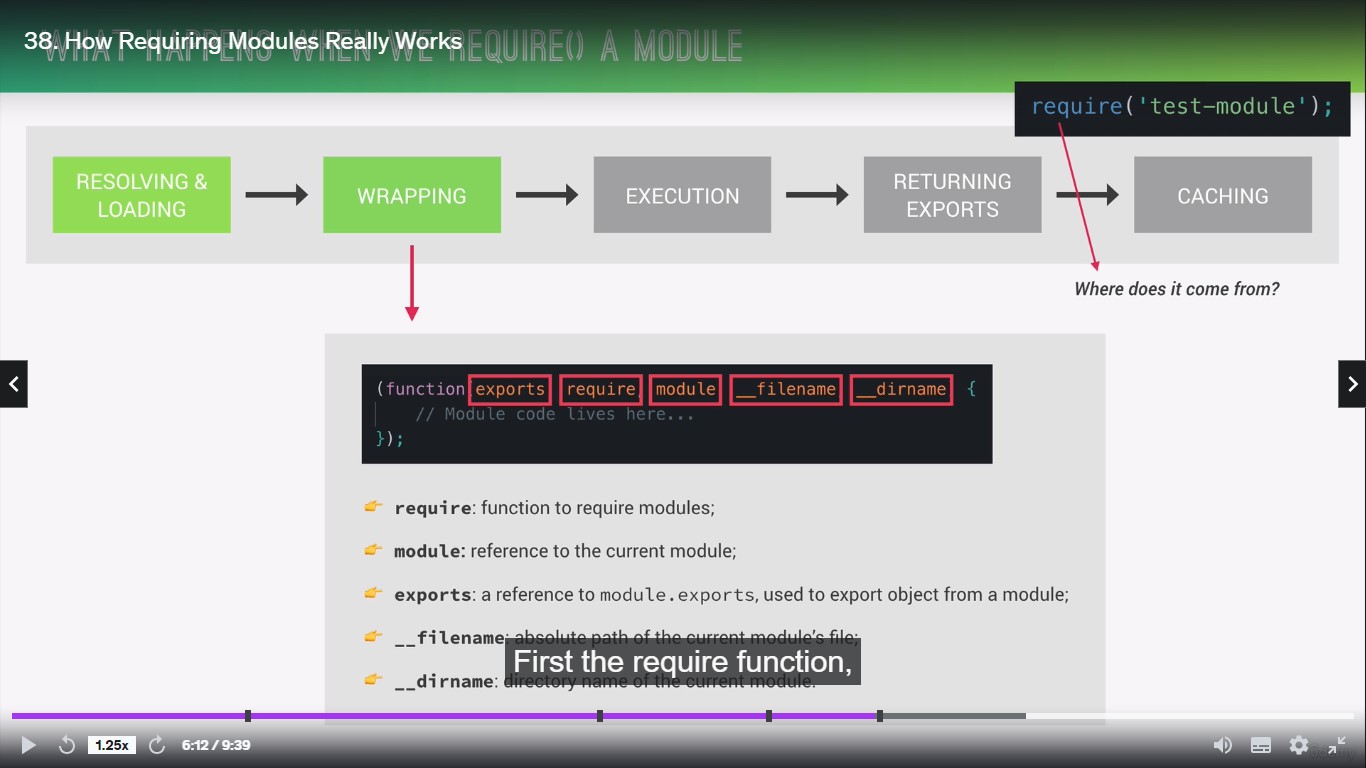 38. How Requiring Modules Really Works
WHAT HAPPENS WHEN WE REQUIRE() A MODULE
require('test-module');
RESOLVING &
LOADING
WRAPPING
EXECUTION
RETURNING
EXPORTS
CACHING
Where does it come from?
(function(exports, require, module, __filename, __dirname) {
// Module code lives here...
});
👉 require: function to require modules;
👉 module: reference to the current module;
👉 exports: a reference to module.exports, used to export object from a module;
👉 __filename: absolute path of the current module's file;
First the require function,
👉 __dirname: directory name of the current module.
1.25x
6:12 / 9:39